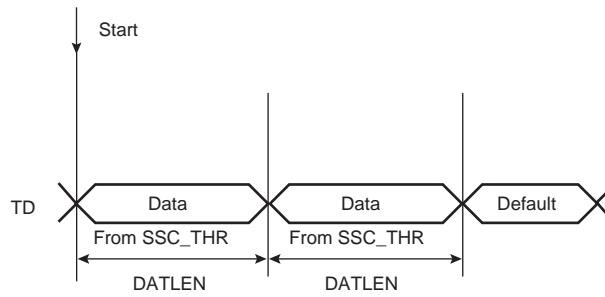 Start
TD
Data
Data
Default
From SSC_THR
From SSC_THR
DATLEN
DATLEN